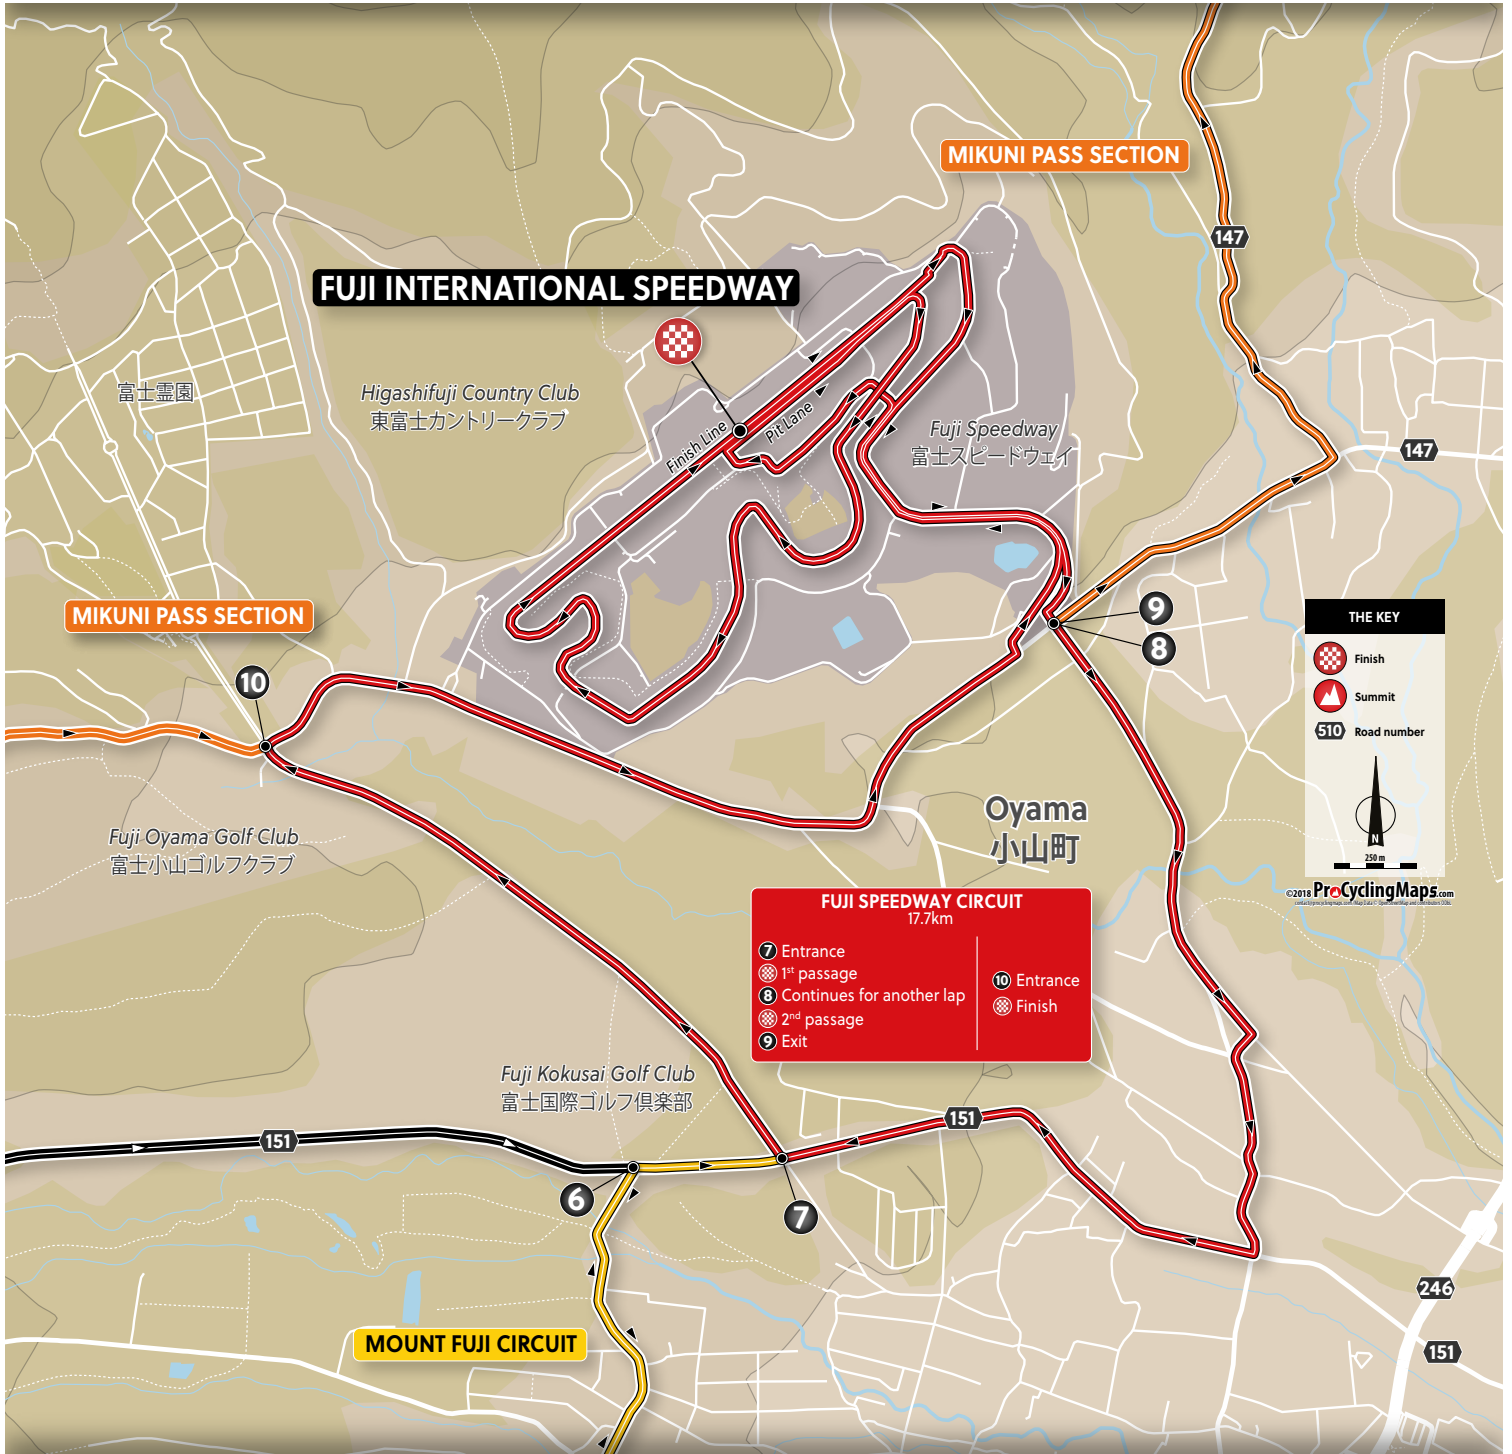 MIKUNI PASS SECTION
147
FUJI INTERNATIONAL SPEEDWAY
富士霊園
Higashifuji Country Club
東富士カントリークラブ
Finish Line
Pit Lane
Fuji Speedway
富士スピードウェイ
147
MIKUNI PASS SECTION
9
8
10
THE KEY
Finish
Summit
510 Road number
N
250 m
©2018 ProCyclingMaps.com
Oyama
小山町
Fuji Oyama Golf Club
富士小山ゴルフクラブ
FUJI SPEEDWAY CIRCUIT
17.7km
7 Entrance
1st passage
8 Continues for another lap
2nd passage
9 Exit
10 Entrance
Finish
Fuji Kokusai Golf Club
富士国際ゴルフ倶楽部
151
151
6
7
246
151
MOUNT FUJI CIRCUIT